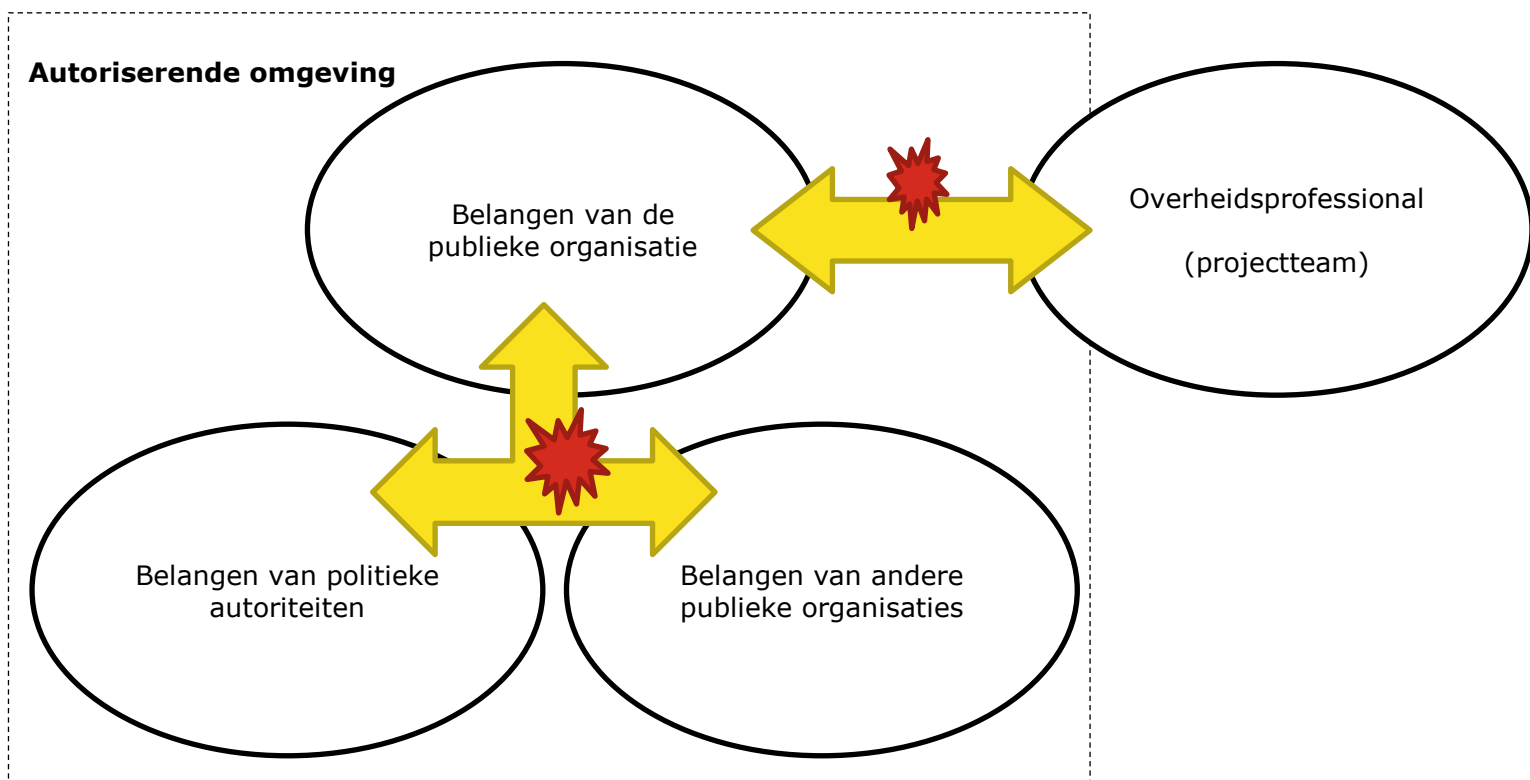 Autoriserende omgeving
Belangen van de
publieke organisatie
Overheidsprofessional
(projectteam)
Belangen van politieke
autoriteiten
Belangen van andere
publieke organisaties